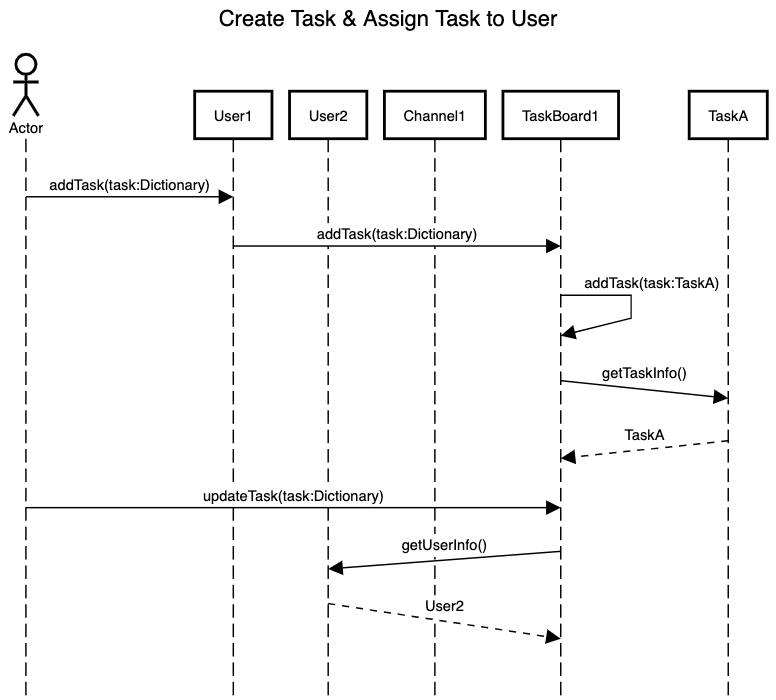 Create Task & Assign Task to User
Actor
User1
User2
Channel1
TaskBoard1
TaskA
addTask(task:Dictionary)
addTask(task:Dictionary)
addTask(task:TaskA)
getTaskInfo()
TaskA
updateTask(task:Dictionary)
getUserInfo()
User2